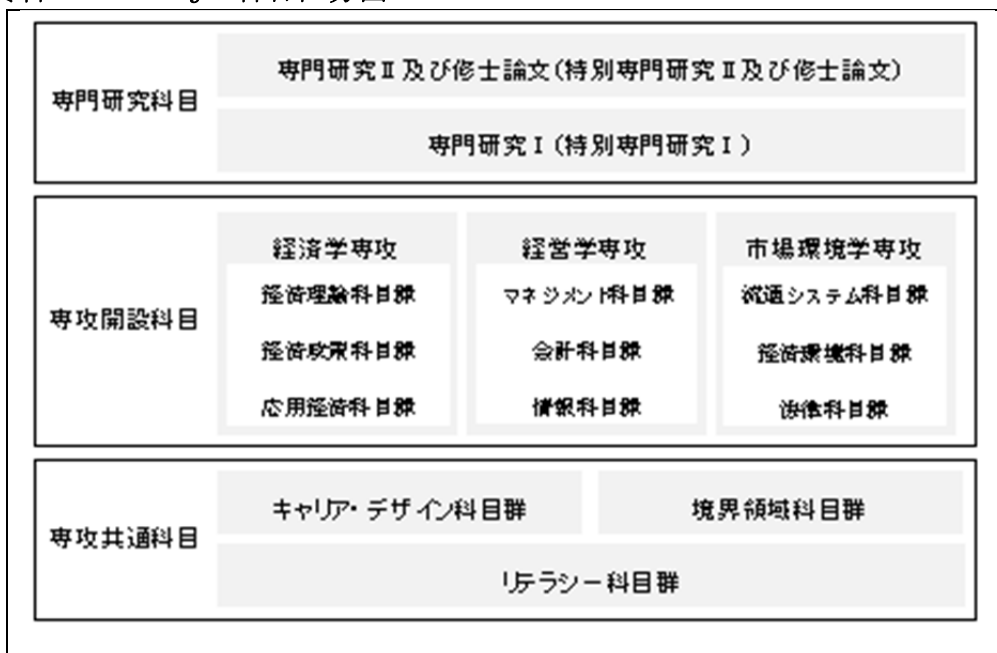 専門研究科目
専門研究Ⅱ及び修士論文(特別専門研究Ⅱ及び修士論文)
専門研究Ⅰ(特別専門研究Ⅰ)
専攻開設科目
経済学専攻
経済理論科目群
経済政策科目群
応用経済科目群
経営学専攻
マネジメント科目群
会計科目群
情報科目群
市場環境学専攻
流通システム科目群
経済環境科目群
法律科目群
専攻共通科目
キャリア・デザイン科目群
境界領域科目群
リテラシー科目群